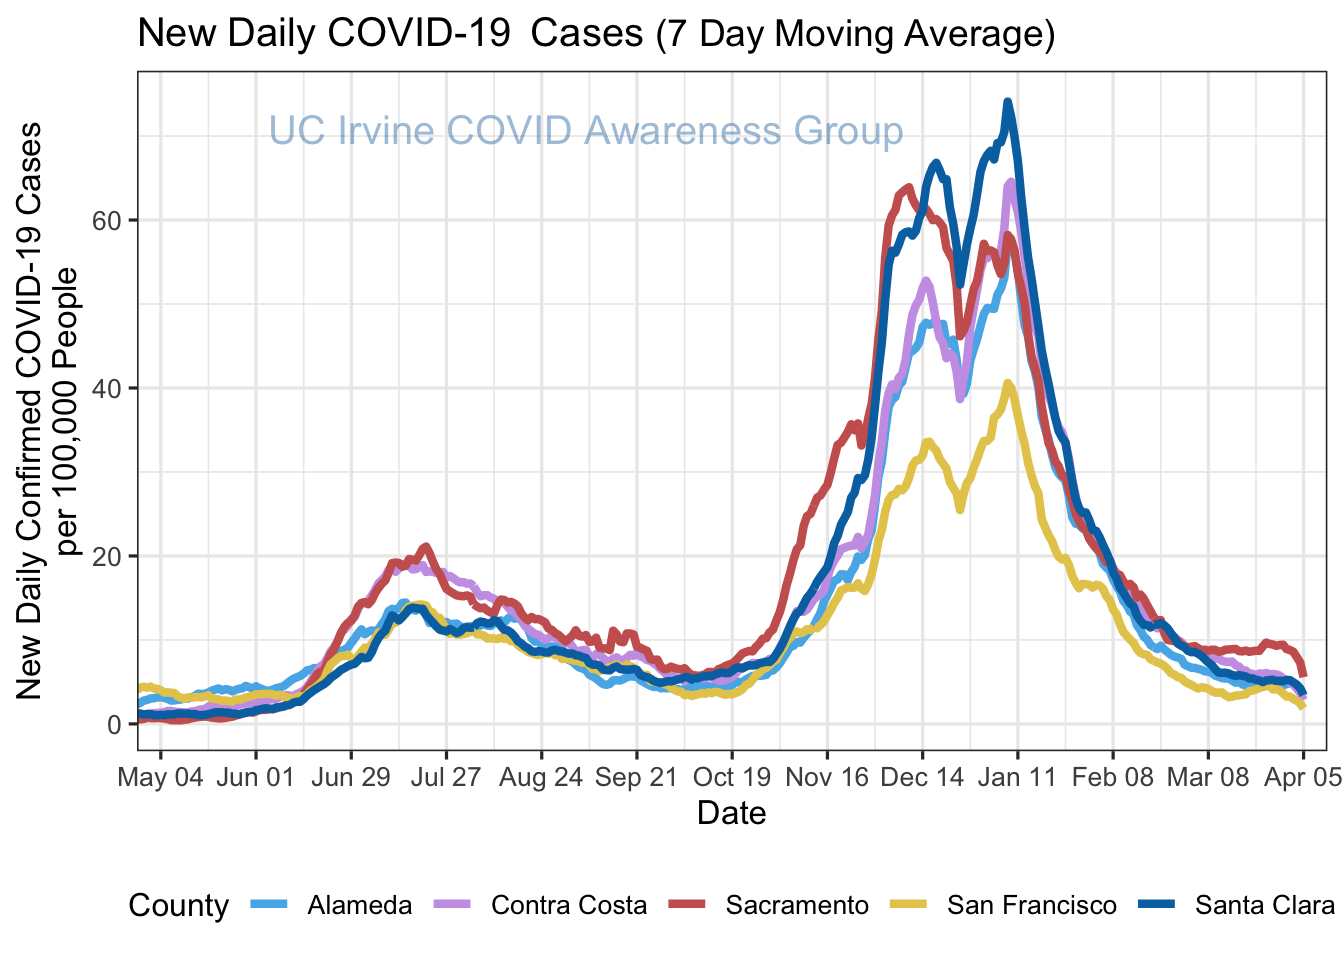 New Daily COVID-19  Cases (7 Day Moving Average)
UC Irvine COVID Awareness Group
New Daily Confirmed COVID-19 Cases
per 100,000 People
60
40
20
0
May 04 Jun 01 Jun 29 Jul 27 Aug 24 Sep 21 Oct 19 Nov 16 Dec 14 Jan 11 Feb 08 Mar 08 Apr 05
Date
County Alameda Contra Costa Sacramento San Francisco Santa Clara